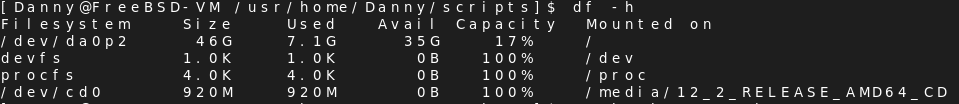 [Danny@FreeBSD-VM /usr/home/Danny/scripts]$ df -h
Filesystem Size Used Avail Capacity Mounted on
/dev/da0p2 46G 7.1G 35G 17% /
devfs 1.0K 1.0K 0B 100% /dev
procfs 4.0K 4.0K 0B 100% /proc
/dev/cd0 920M 920M 0B 100% /media/12_2_RELEASE_AMD64_CD